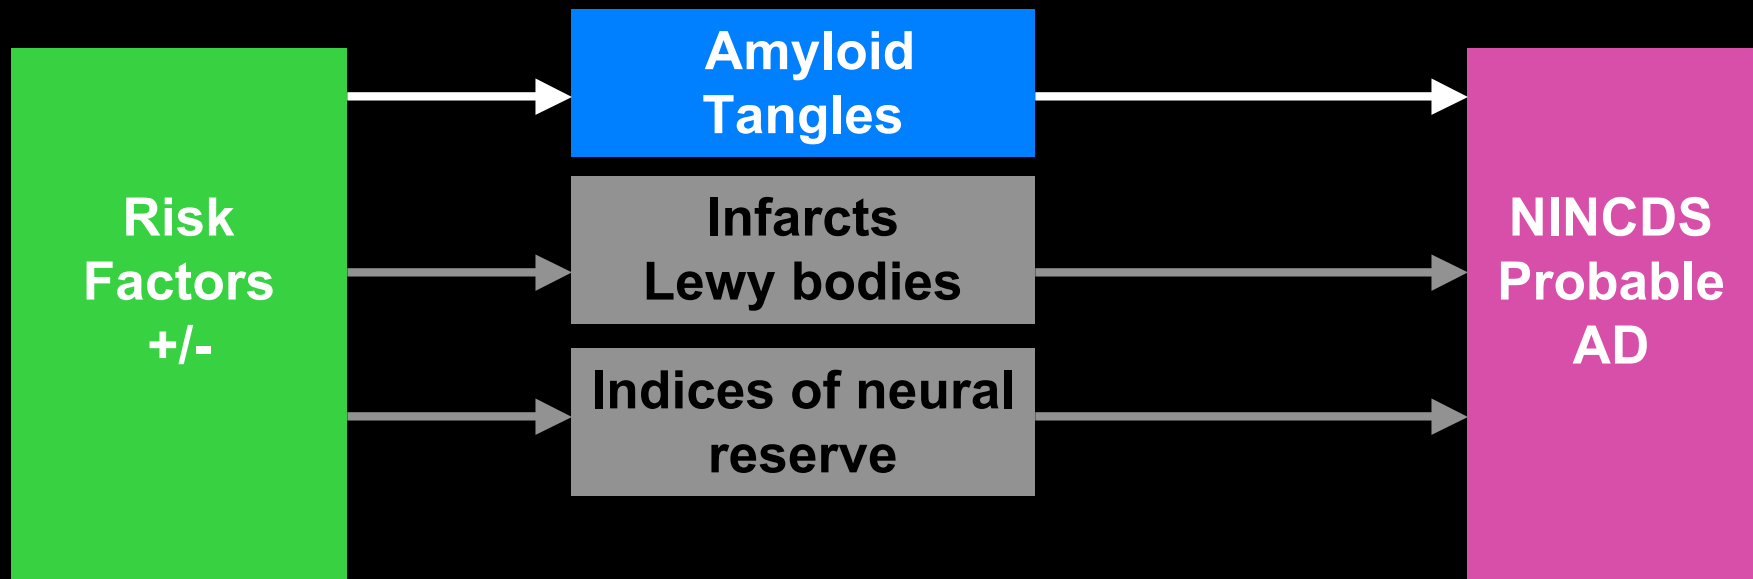 Risk
Factors
+/-
Amyloid
Tangles
Infarcts
Lewy bodies
Indices of neural
reserve
NINCDS
Probable
AD